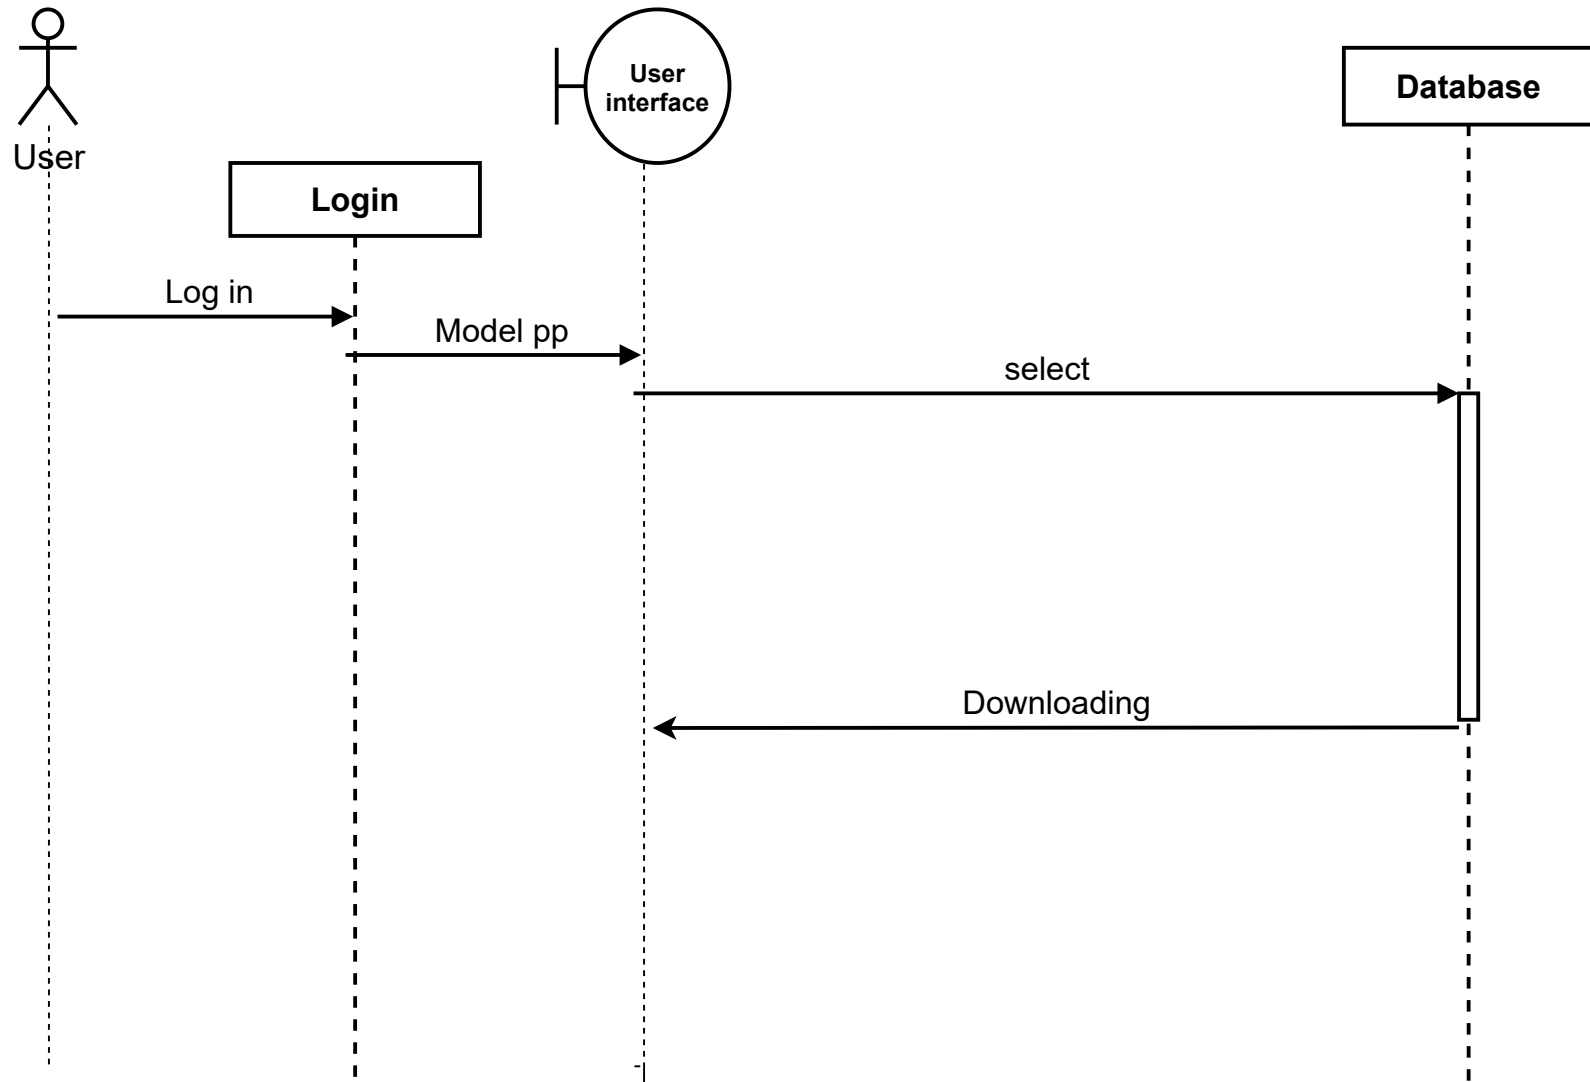 User
interface
Database
User
Login
Log in
Model pp
select
Downloading